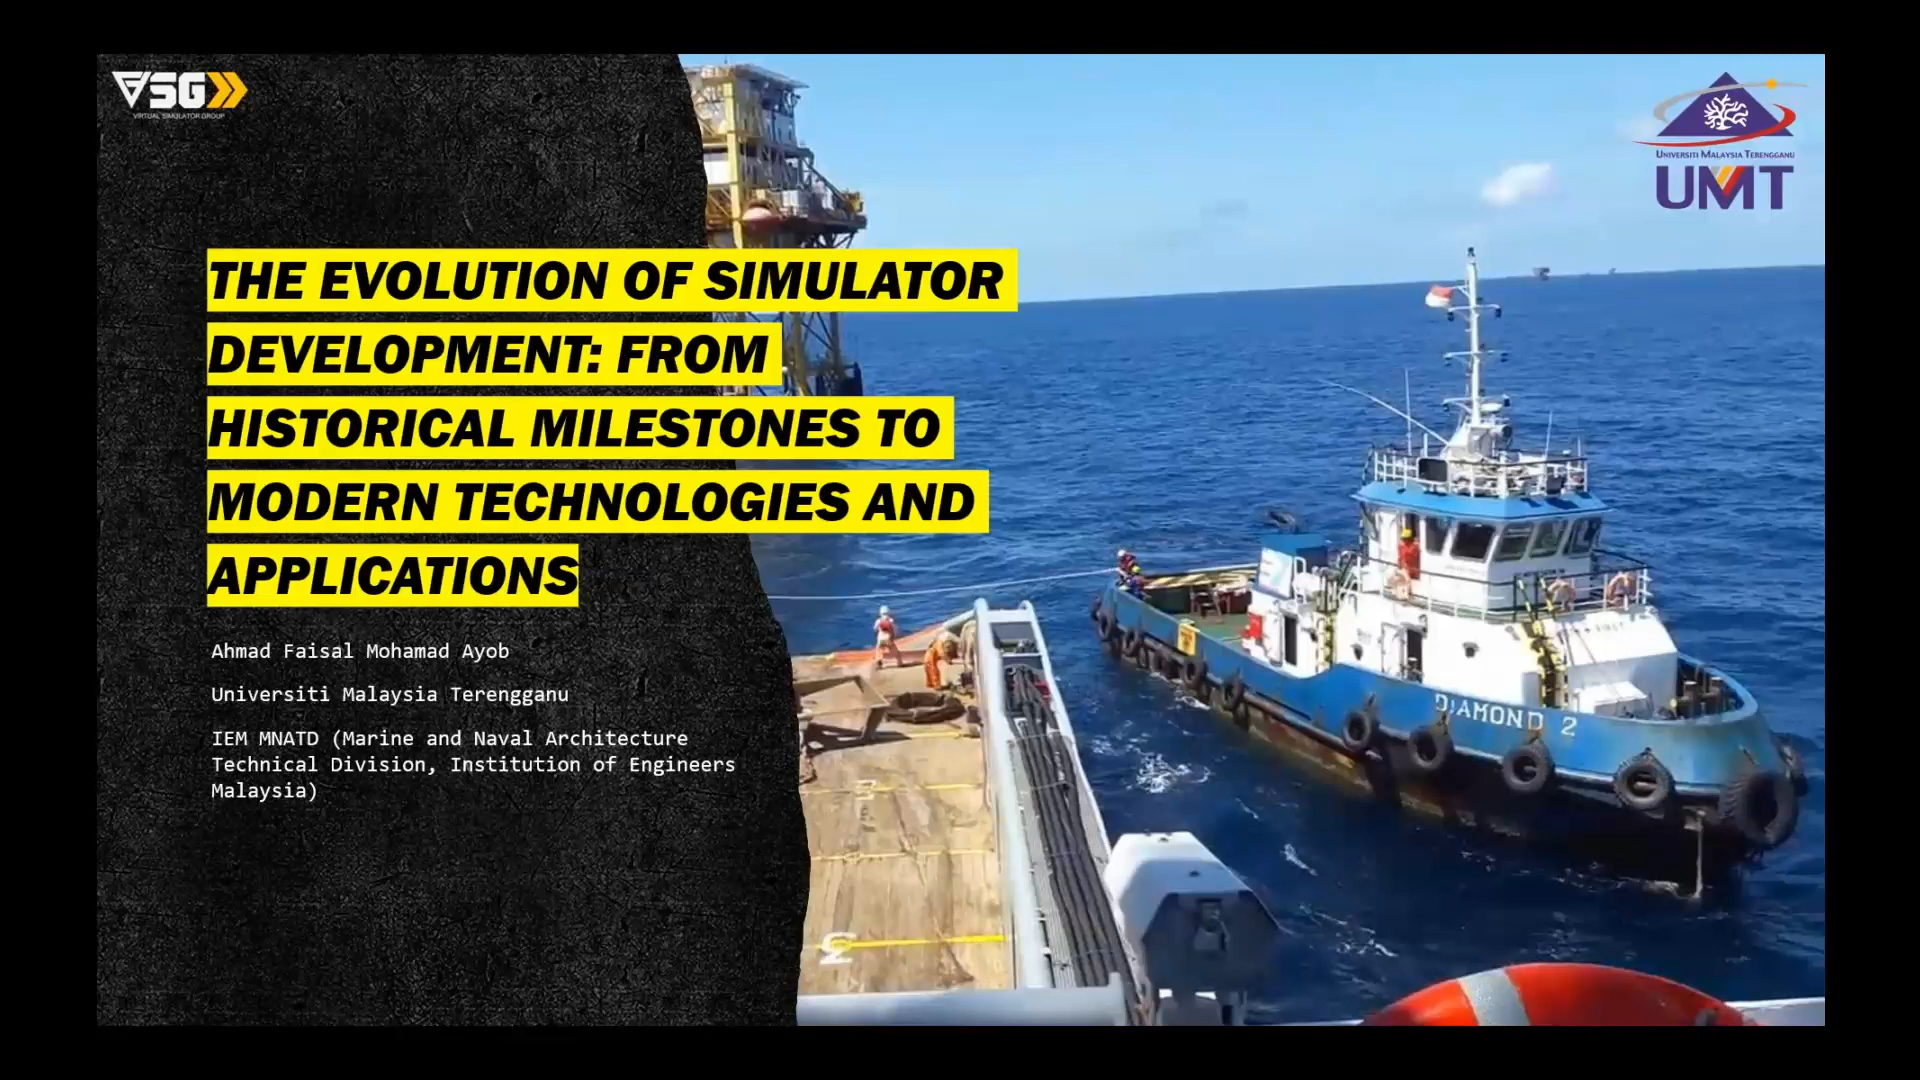 VSG
VIRTUAL SIMULATOR GROUP
UNIVERSITI MALAYSIA TERENGGANU
UMT
THE EVOLUTION OF SIMULATOR
DEVELOPMENT: FROM
HISTORICAL MILESTONES TO
MODERN TECHNOLOGIES AND
APPLICATIONS
Ahmad Faisal Mohamad Ayob
Universiti Malaysia Terengganu
IEM MNATD (Marine and Naval Architecture
Technical Division, Institution of Engineers
Malaysia)
DIAMOND 2